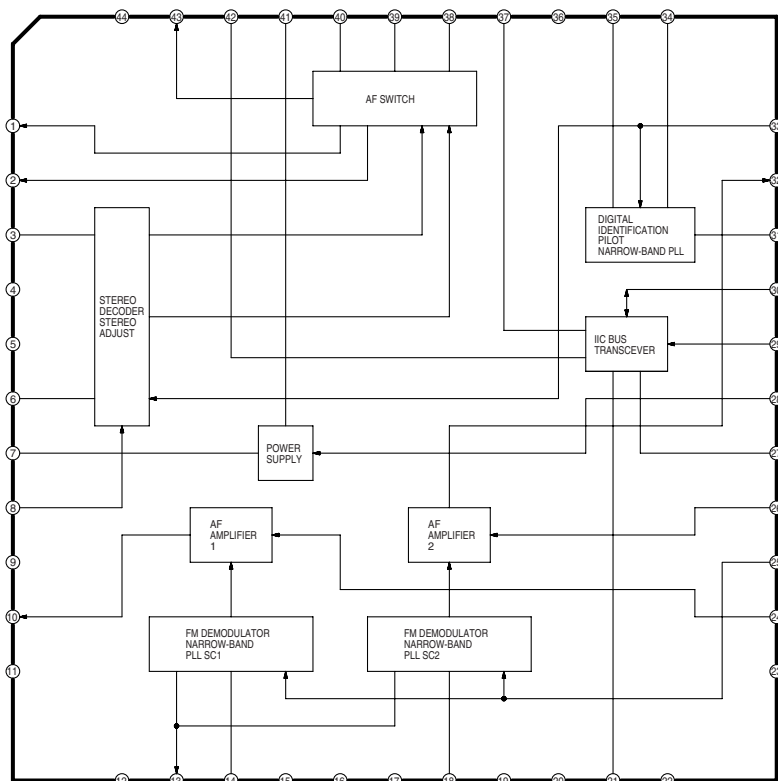 44 43 42 41 40 39 38 37 36 35 34
AF SWITCH
1
33
2
32
DIGITAL
IDENTIFICATION
PILOT
NARROW-BAND PLL
3
31
STEREO
DECODER
STEREO
ADJUST
4
30
IIC BUS
TRANSCEVER
5
29
6
28
POWER
SUPPLY
7
27
8
26
AF
AMPLIFIER
1
AF
AMPLIFIER
2
9
25
10
24
FM DEMODULATOR
NARROW-BAND
PLL SC1
FM DEMODULATOR
NARROW-BAND
PLL SC2
11
23
12 13 14 15 16 17 18 19 20 21 22